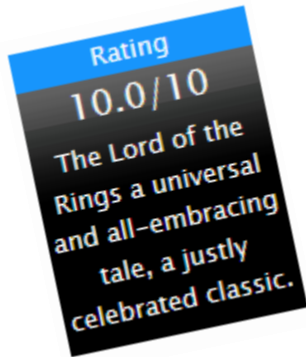 Rating
10.0/10
The Lord of the
Rings a universal
and all-embracing
tale, a justly
celebrated classic.